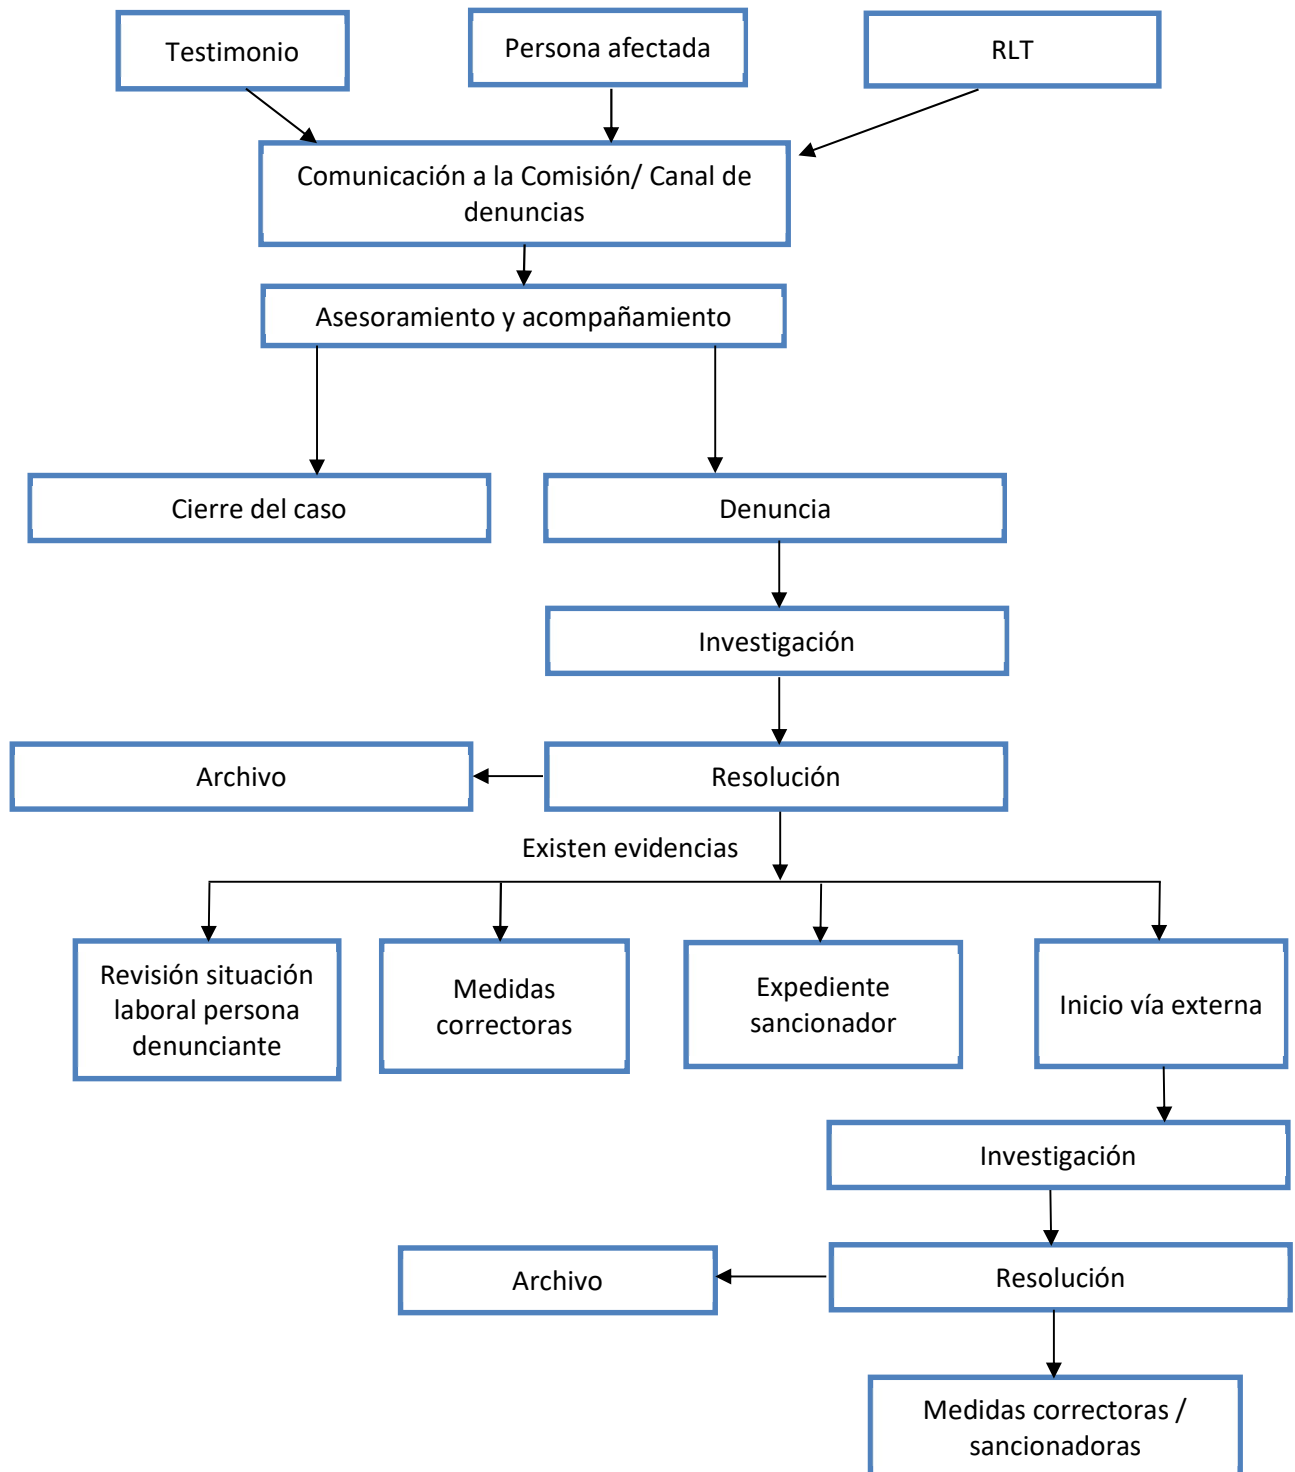 Testimonio
Persona afectada
RLT
Comunicación a la Comisión/ Canal de
denuncias
Asesoramiento y acompañamiento
Cierre del caso
Denuncia
Investigación
Archivo
Resolución
Existen evidencias
Revisión situación
laboral persona
denunciante
Medidas
correctoras
Expediente
sancionador
Inicio vía externa
Investigación
Archivo
Resolución
Medidas correctoras /
sancionadoras